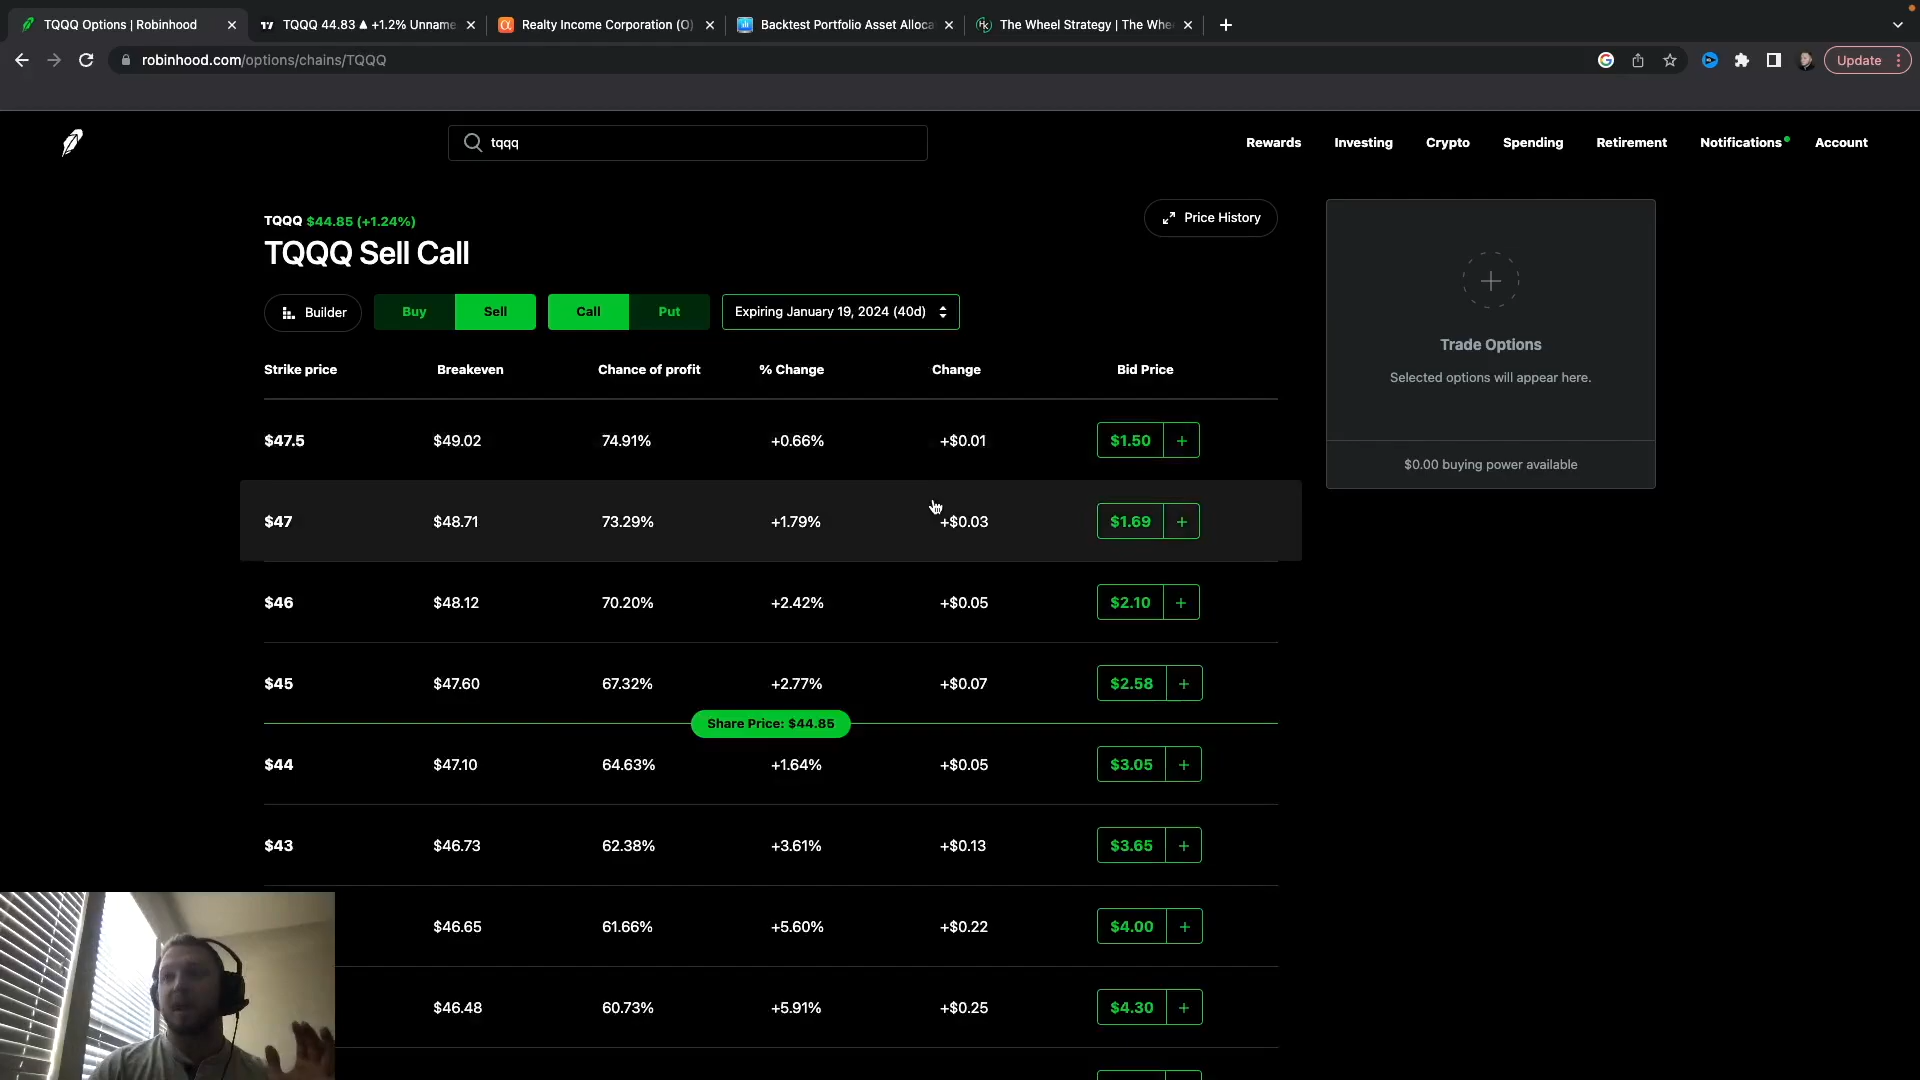 TQQQ Options | Robinhood
TQQQ 44.83 ▲ +1.2% Unname
Realty Income Corporation (O)
Backtest Portfolio Asset Alloca
The Wheel Strategy | The Whe
robinhood.com/options/chains/TQQQ
Update
tqqq
Rewards
Investing
Crypto
Spending
Retirement
Notifications
Account
TQQQ $44.85 (+1.24%)
TQQQ Sell Call
Price History
Builder
Buy
Sell
Call
Put
Expiring January 19, 2024 (40d)
Strike price Breakeven Chance of profit % Change Change Bid Price
$47.5 $49.02 74.91% +0.66% +$0.01 $1.50 +
$47 $48.71 73.29% +1.79% +$0.03 $1.69 +
$46 $48.12 70.20% +2.42% +$0.05 $2.10 +
$45 $47.60 67.32% +2.77% +$0.07 $2.58 +
Share Price: $44.85
$44 $47.10 64.63% +1.64% +$0.05 $3.05 +
$43 $46.73 62.38% +3.61% +$0.13 $3.65 +
$46.65 61.66% +5.60% +$0.22 $4.00 +
$46.48 60.73% +5.91% +$0.25 $4.30 +
Trade Options
Selected options will appear here.
$0.00 buying power available